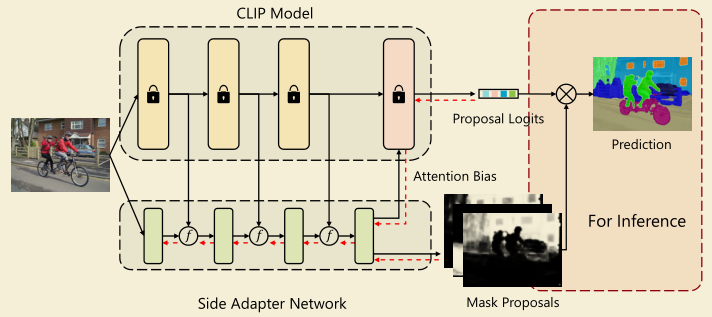 CLIP Model
Proposal Logits
Prediction
Attention Bias
f
f
f
For Inference
Side Adapter Network
Mask Proposals